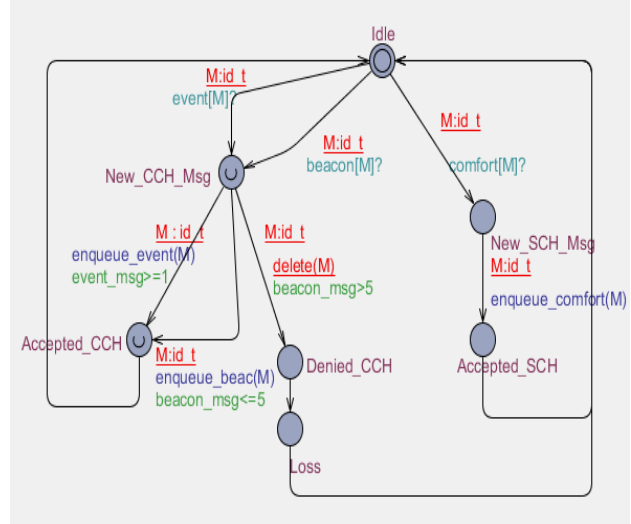 Idle
M:id_t
event[M]?
M:id_t
beacon[M]?
M:id_t
comfort[M]?
New_CCH_Msg
M : id_t
enqueue_event(M)
event_msg>=1
M:id_t
delete(M)
beacon_msg>5
New_SCH_Msg
M:id_t
enqueue_comfort(M)
Accepted_CCH
M:id_t
enqueue_beac(M)
beacon_msg<=5
Denied_CCH
Accepted_SCH
Loss